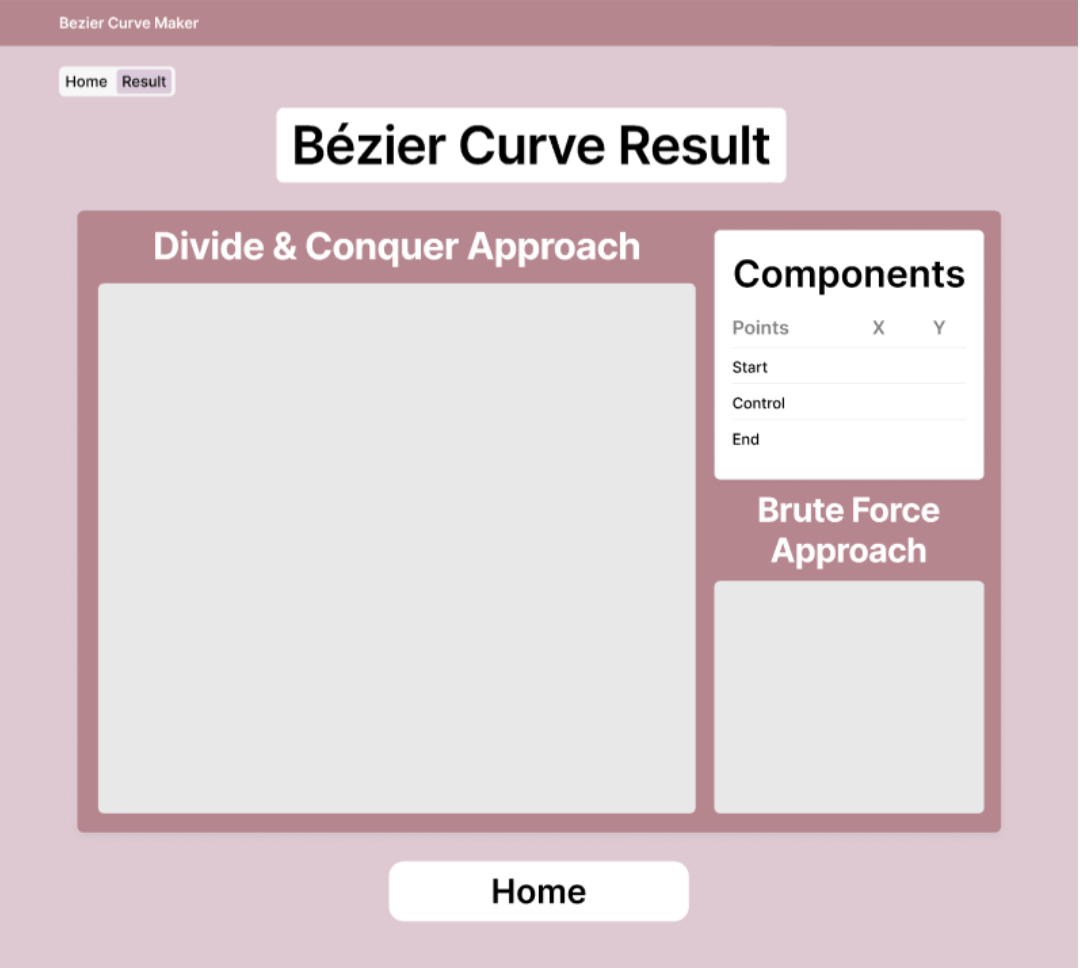 Bezier Curve Maker
Home Result
Bézier Curve Result
Divide & Conquer Approach
Components
Points X Y
Start
Control
End
Brute Force
Approach
Home